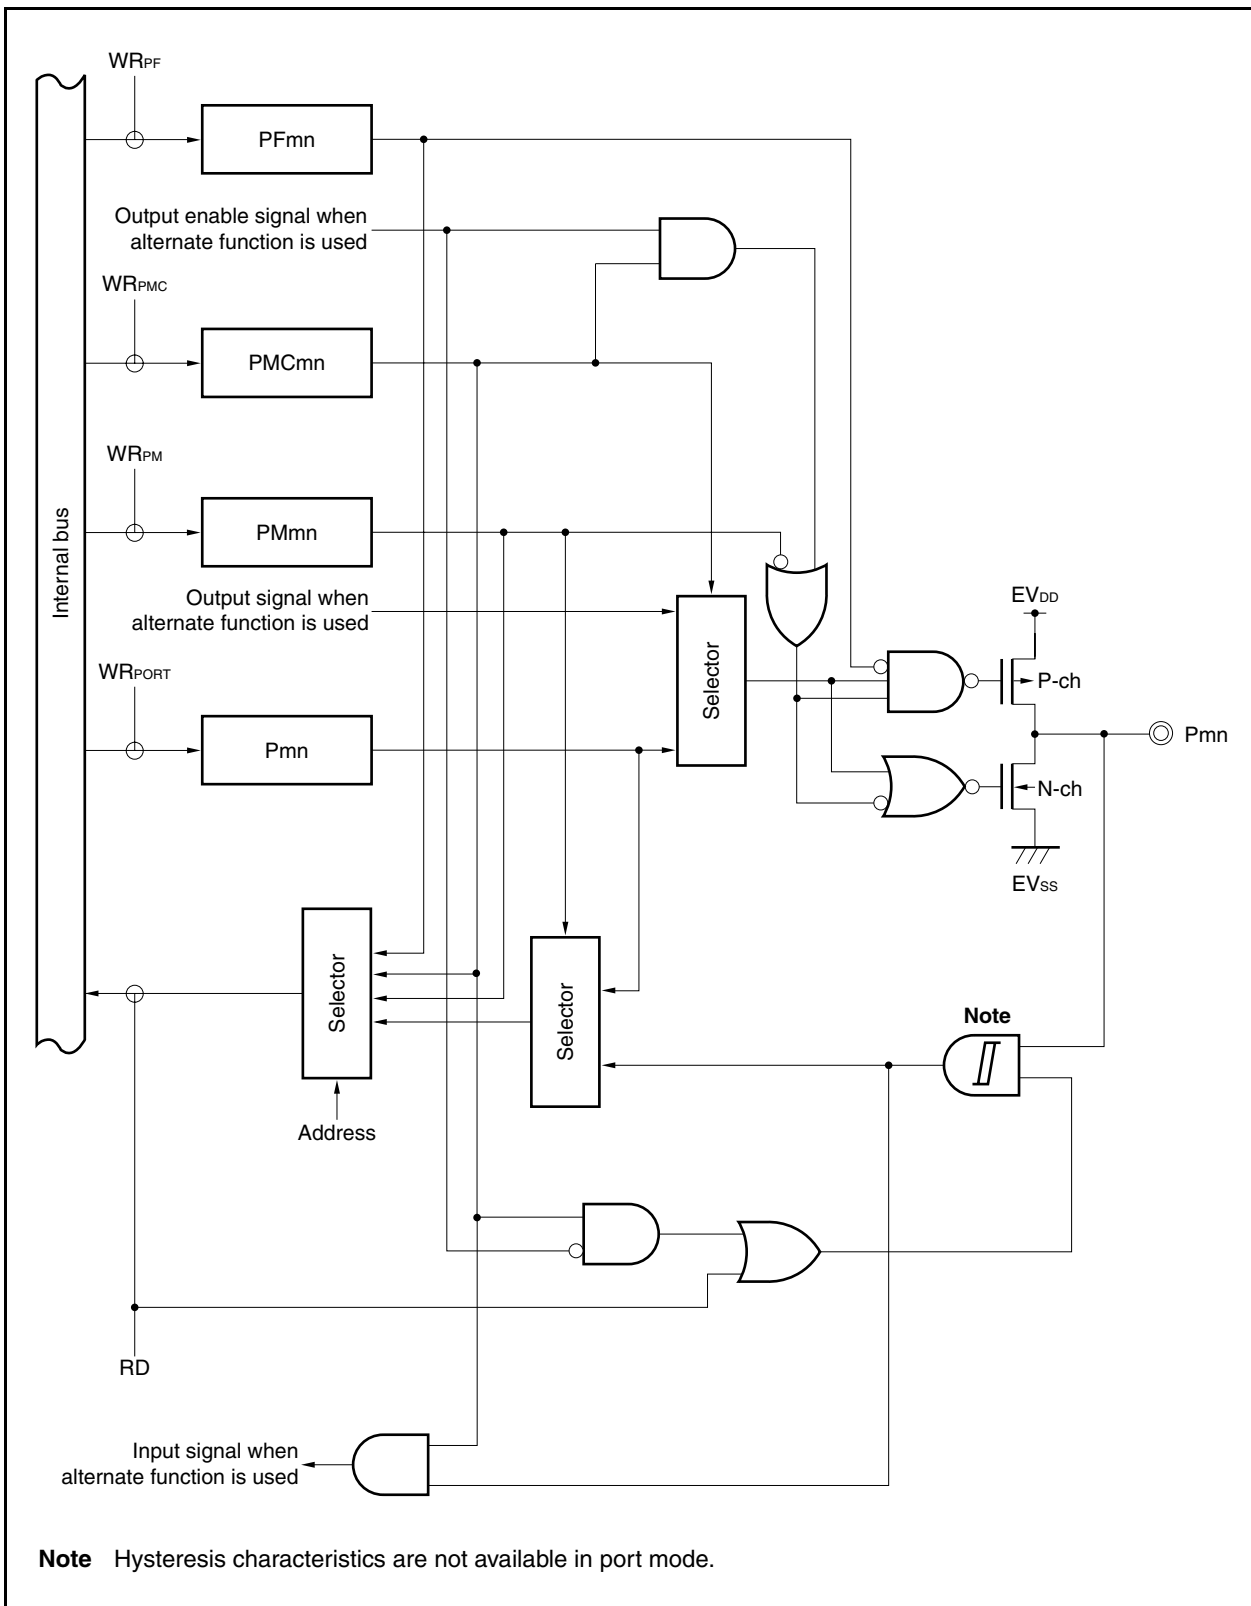 WRPF
PFmn
Output enable signal when
alternate function is used
WRPMC
PMCmn
WRPM
PMmn
Internal bus
Output signal when
alternate function is used
EVDD
WRPORT
Selector
P-ch
Pmn
Pmn
N-ch
EVSS
Selector
Selector
Note
Address
RD
Input signal when
alternate function is used
Note Hysteresis characteristics are not available in port mode.